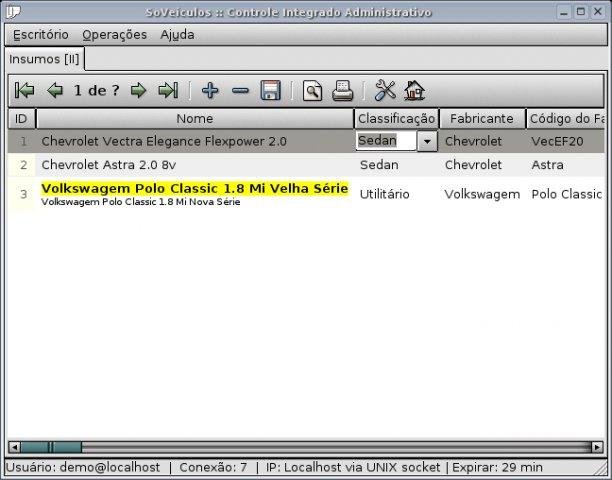 SoVeículos :: Controle Integrado Administrativo
Escritório Operações Ajuda
Insumos [II]
1 de ?
ID Nome Classificação Fabricante Código do Fa
1 Chevrolet Vectra Elegance Flexpower 2.0 Sedan Chevrolet VecEF20
2 Chevrolet Astra 2.0 8v Sedan Chevrolet Astra
3 Volkswagem Polo Classic 1.8 Mi Velha Série Utilitário Volkswagem Polo Classic
Volkswagem Polo Classic 1.8 Mi Nova Série
Usuário: demo@localhost | Conexão: 7 | IP: Localhost via UNIX socket | Expirar: 29 min